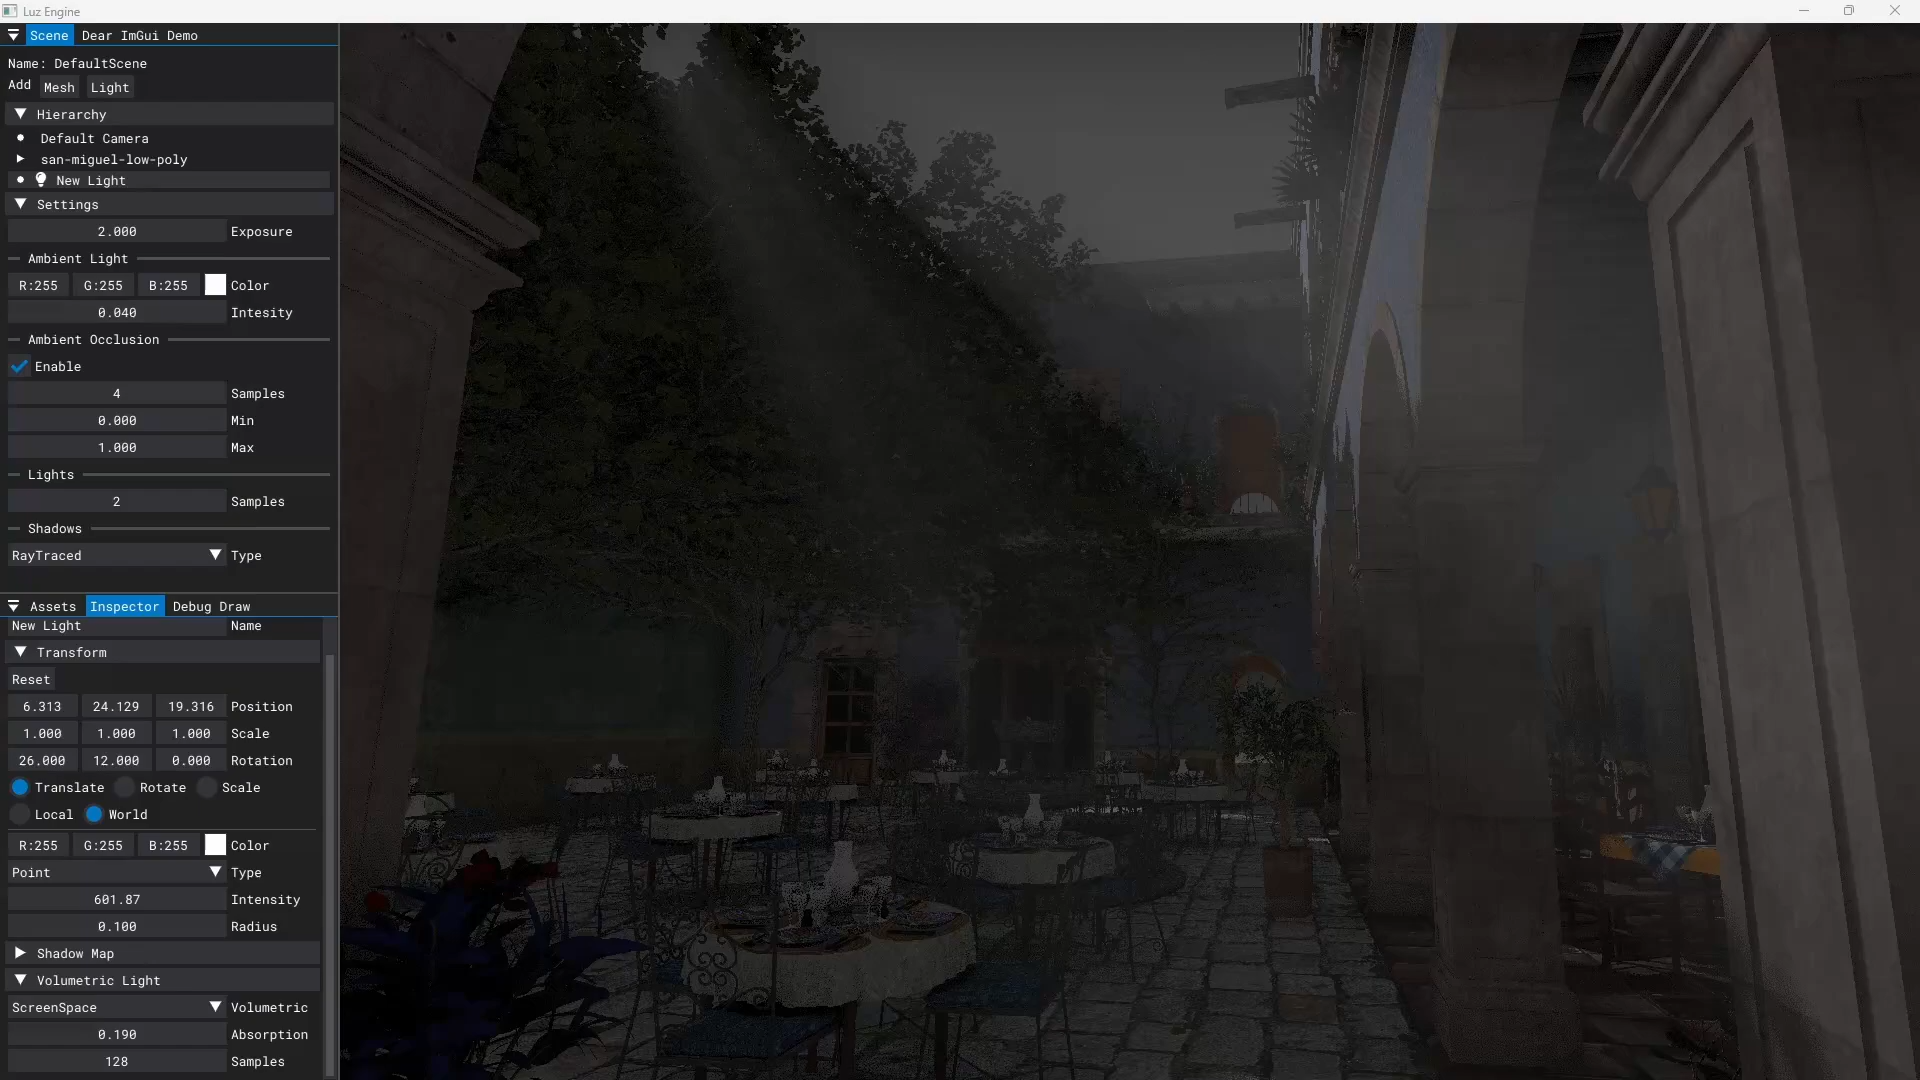 Luz Engine
Scene Dear ImGui Demo
Name: DefaultScene
Add Mesh Light
Hierarchy
Default Camera
san-miguel-low-poly
New Light
Settings
2.000 Exposure
Ambient Light
R:255 G:255 B:255 Color
0.040 Intesity
Ambient Occlusion
Enable
4 Samples
0.000 Min
1.000 Max
Lights
2 Samples
Shadows
RayTraced Type
Assets Inspector Debug Draw
New Light Name
Transform
Reset
6.313 24.129 19.316 Position
1.000 1.000 1.000 Scale
26.000 12.000 0.000 Rotation
Translate Rotate Scale
Local World
R:255 G:255 B:255 Color
Point Type
601.87 Intensity
0.100 Radius
Shadow Map
Volumetric Light
ScreenSpace Volumetric
0.190 Absorption
128 Samples